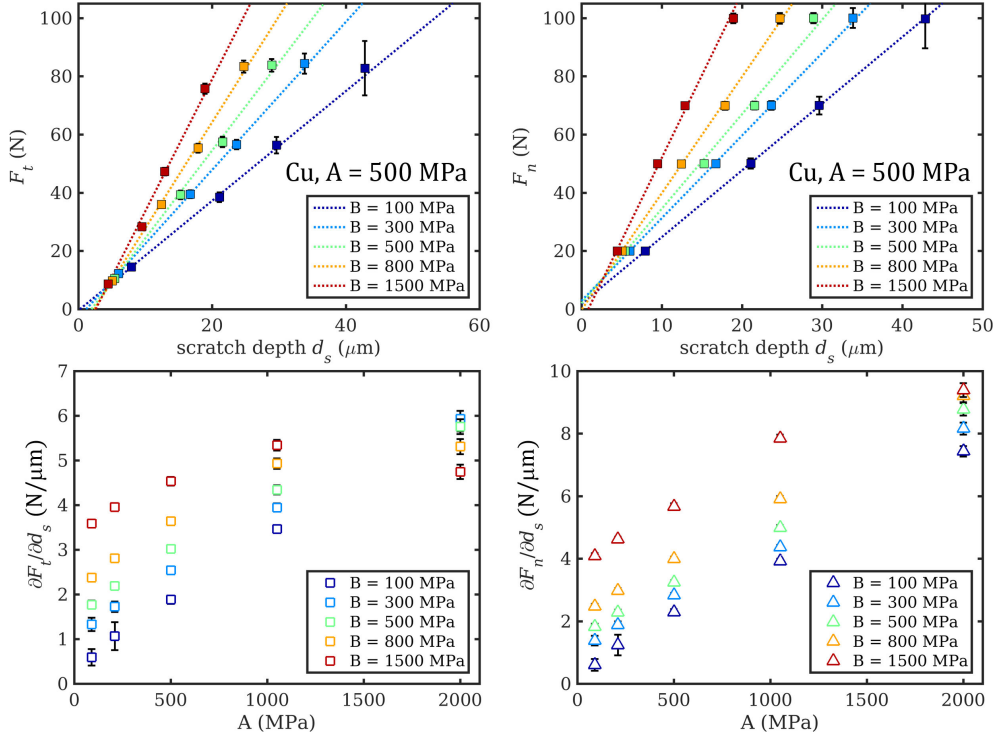 100
80
60
40
20
0
F_t (N)
Cu, A = 500 MPa
B = 100 MPa
B = 300 MPa
B = 500 MPa
B = 800 MPa
B = 1500 MPa
0 20 40 60
scratch depth d_s (μm)
100
80
60
40
20
0
F_n (N)
Cu, A = 500 MPa
B = 100 MPa
B = 300 MPa
B = 500 MPa
B = 800 MPa
B = 1500 MPa
0 10 20 30 40 50
scratch depth d_s (μm)
7
6
5
4
3
2
1
0
∂F_t/∂d_s (N/μm)
B = 100 MPa
B = 300 MPa
B = 500 MPa
B = 800 MPa
B = 1500 MPa
0 500 1000 1500 2000
A (MPa)
10
8
6
4
2
0
∂F_n/∂d_s (N/μm)
B = 100 MPa
B = 300 MPa
B = 500 MPa
B = 800 MPa
B = 1500 MPa
0 500 1000 1500 2000
A (MPa)